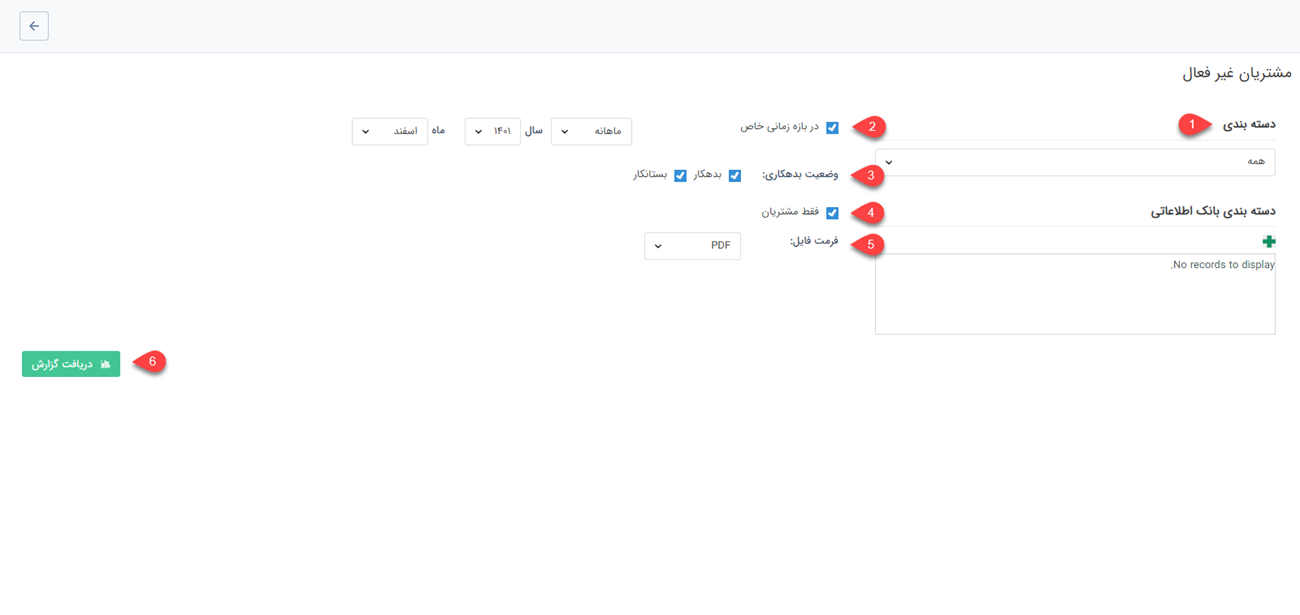 مشتریان غیر فعال
دسته بندی
1
همه
دسته بندی بانک اطلاعاتی
No records to display.
2
در بازه زمانی خاص
ماهانه
سال
۱۴۰۱
ماه
اسفند
3
وضعیت بدهکاری:
بدهکار
بستانکار
4
فقط مشتریان
5
فرمت فایل:
PDF
6
دریافت گزارش